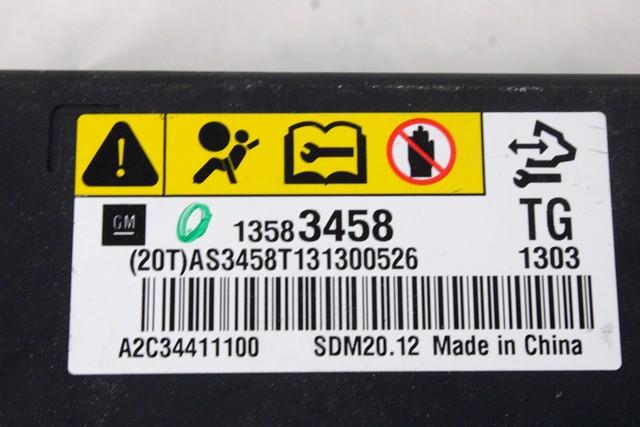 GM 13583458 TG
(20T)AS3458T131300526 1303
A2C34411100 SDM20.12 Made in China